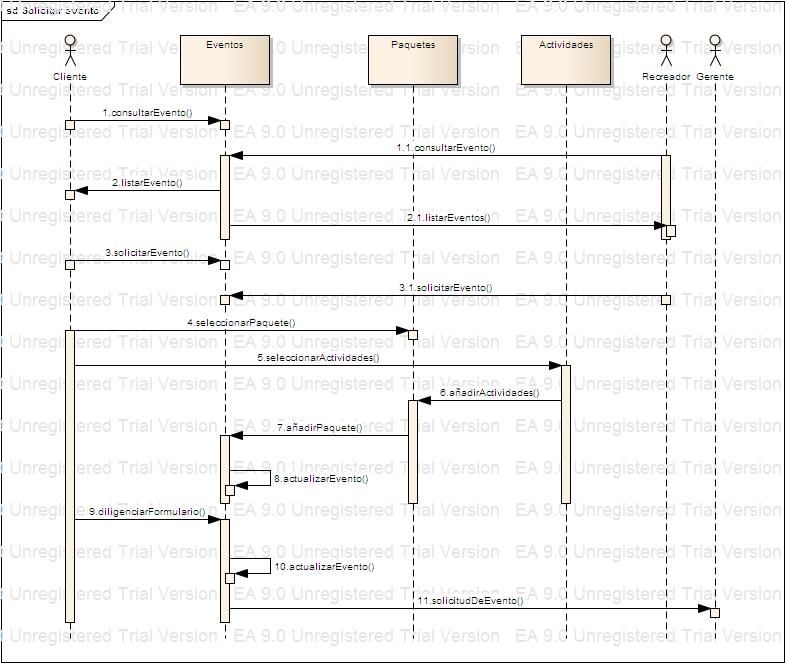 sd Solicitar evento
EA 9.0 Unregistered Trial Version
Eventos
Paquetes
Actividades
Cliente
Recreador
Gerente
1.consultarEvento()
1.1.consultarEvento()
2.listarEvento()
2.1.listarEventos()
3.solicitarEvento()
3.1.solicitarEvento()
4.seleccionarPaquete()
5.seleccionarActividades()
6.añadirActividades()
7.añadirPaquete()
8.actualizarEvento()
9.diligenciarFormulario()
10.actualizarEvento()
11.solicitudDeEvento()